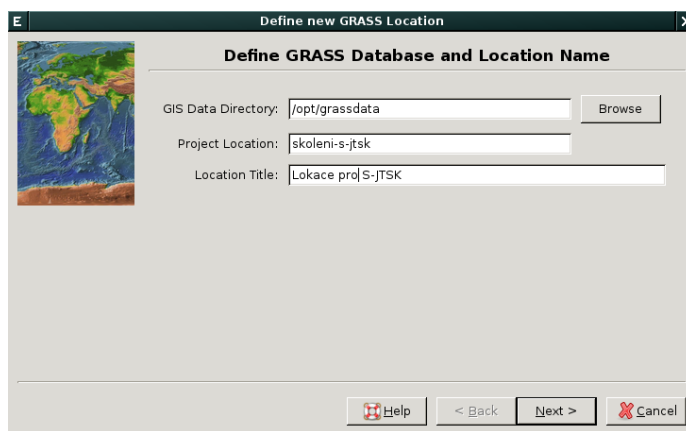 E Define new GRASS Location X
Define GRASS Database and Location Name
GIS Data Directory: /opt/grassdata Browse
Project Location: skoleni-s-jtsk
Location Title: Lokace pro S-JTSK
Help < Back Next > Cancel